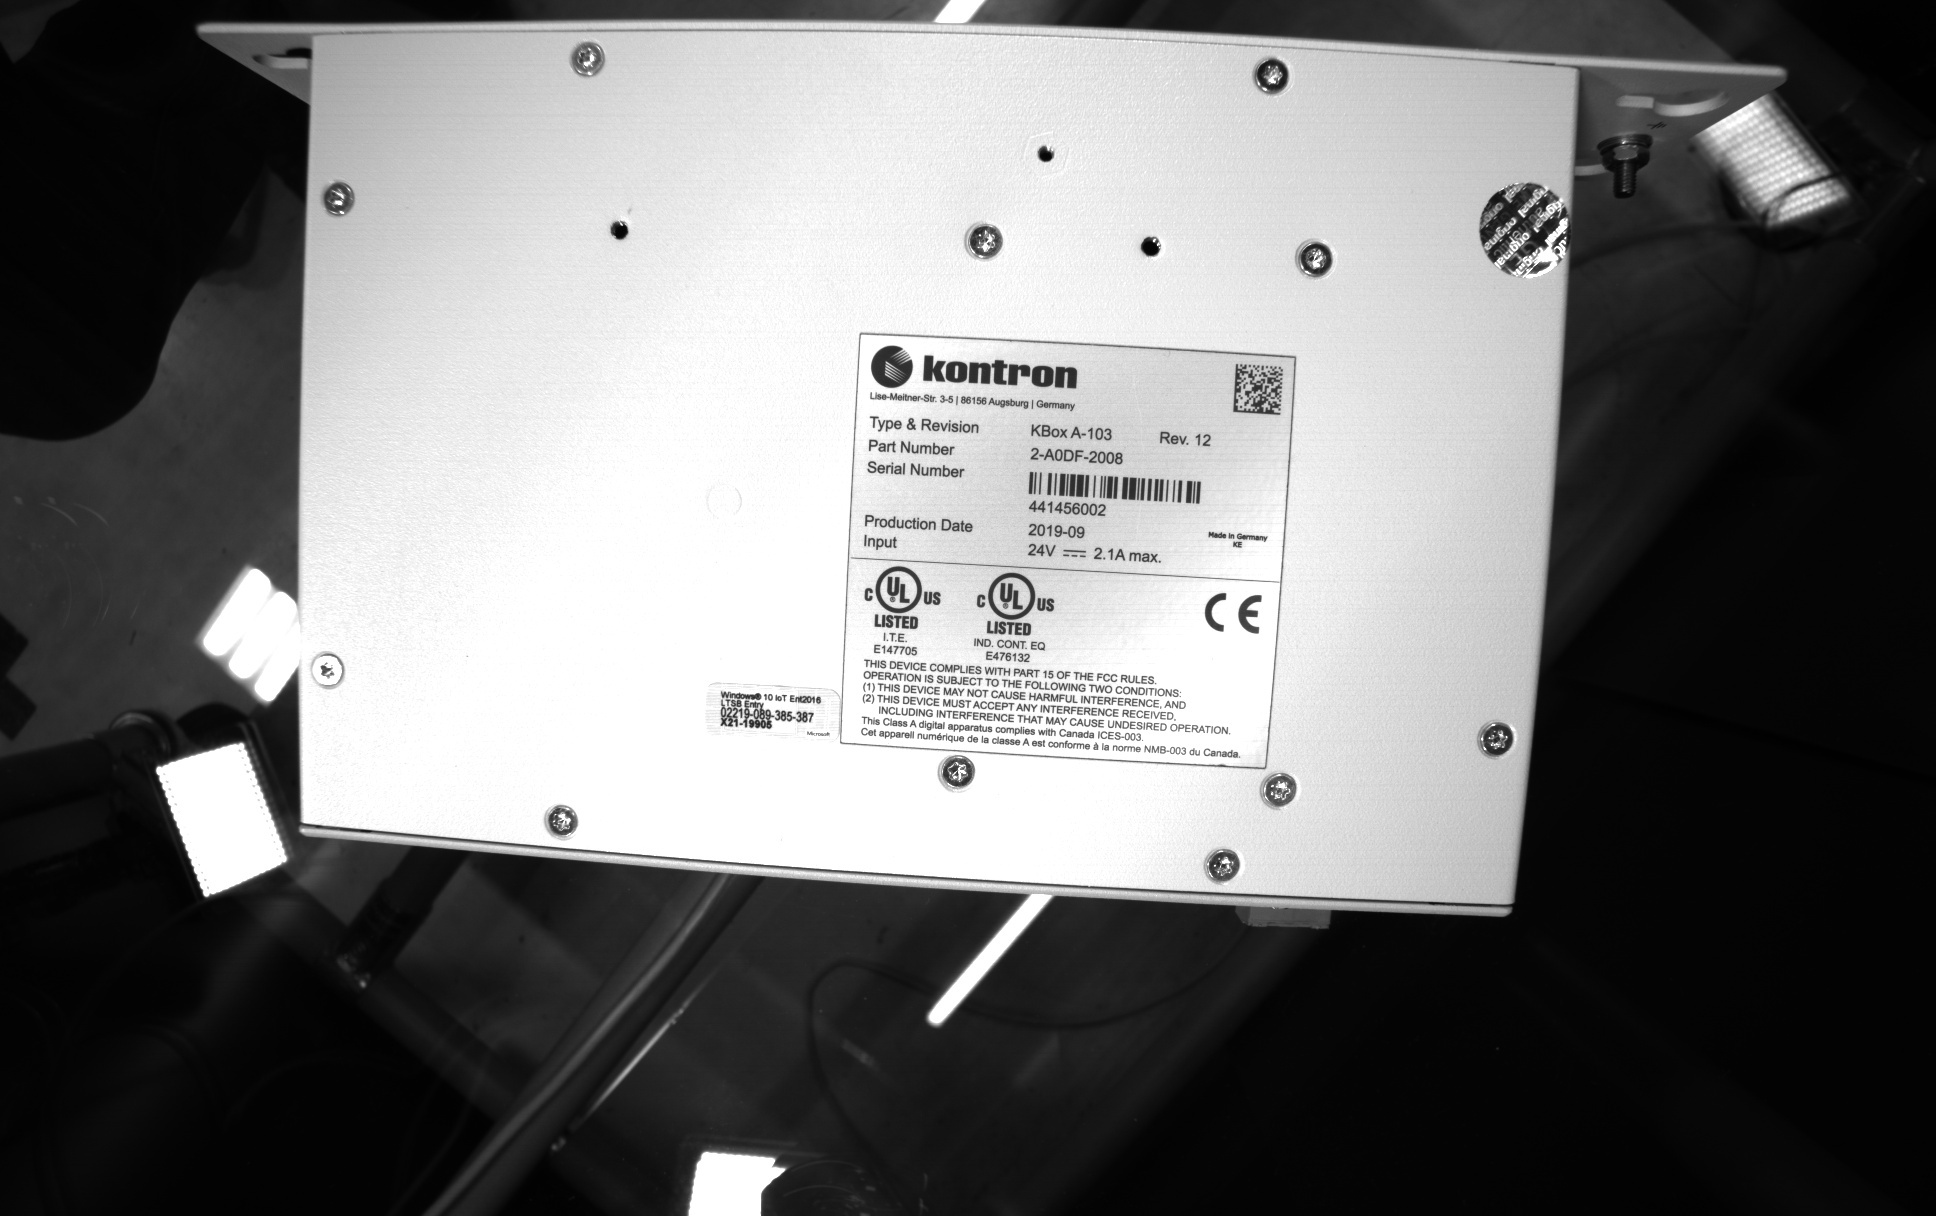 original
kontron
Lise-Meitner-Str. 3-5 | 86156 Augsburg | Germany
Type & Revision KBox A-103 Rev. 12
Part Number 2-A0DF-2008
Serial Number
441456002
Production Date 2019-09
Made in Germany
KE
Input 24V 2.1A max.
C UL US LISTED
I.T.E.
E147705
C UL US LISTED
IND. CONT. EQ
E476132
CE
THIS DEVICE COMPLIES WITH PART 15 OF THE FCC RULES.
OPERATION IS SUBJECT TO THE FOLLOWING TWO CONDITIONS:
(1) THIS DEVICE MAY NOT CAUSE HARMFUL INTERFERENCE, AND
(2) THIS DEVICE MUST ACCEPT ANY INTERFERENCE RECEIVED,
INCLUDING INTERFERENCE THAT MAY CAUSE UNDESIRED OPERATION.
This Class A digital apparatus complies with Canada ICES-003.
Cet appareil numérique de la classe A est conforme à la norme NMB-003 du Canada.
Windows® 10 IoT Ent2016
LTSB Entry
02219-089-385-387
X21-19905
Microsoft